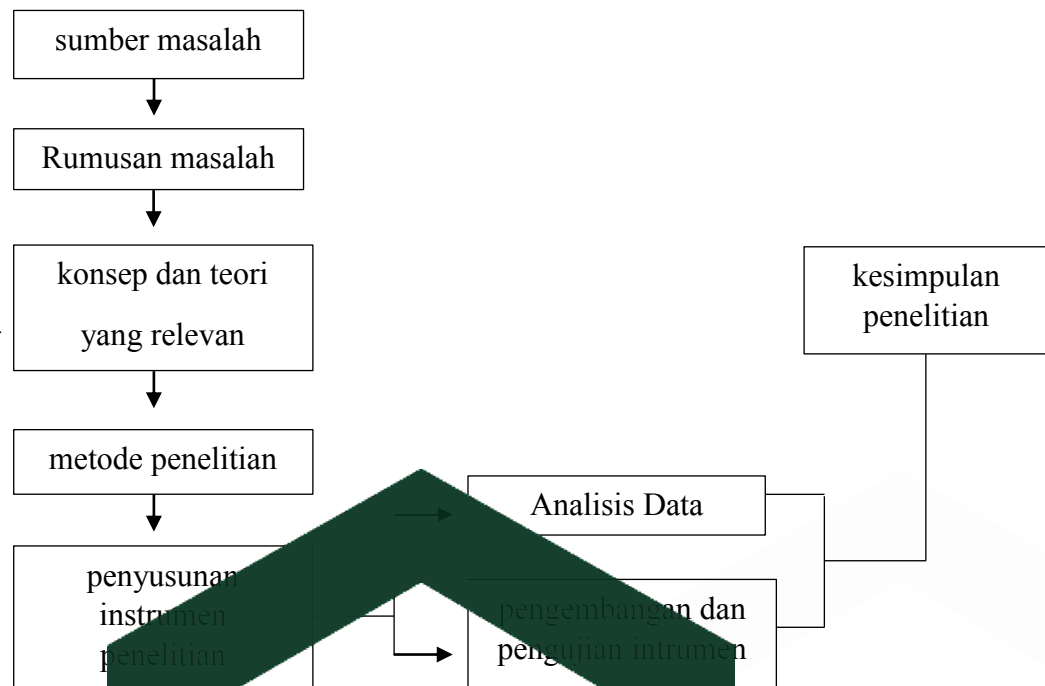 sumber masalah
Rumusan masalah
konsep dan teori
yang relevan
metode penelitian
penyusunan
instrumen
penelitian
Analisis Data
pengembangan dan
pengujian intrumen
kesimpulan
penelitian